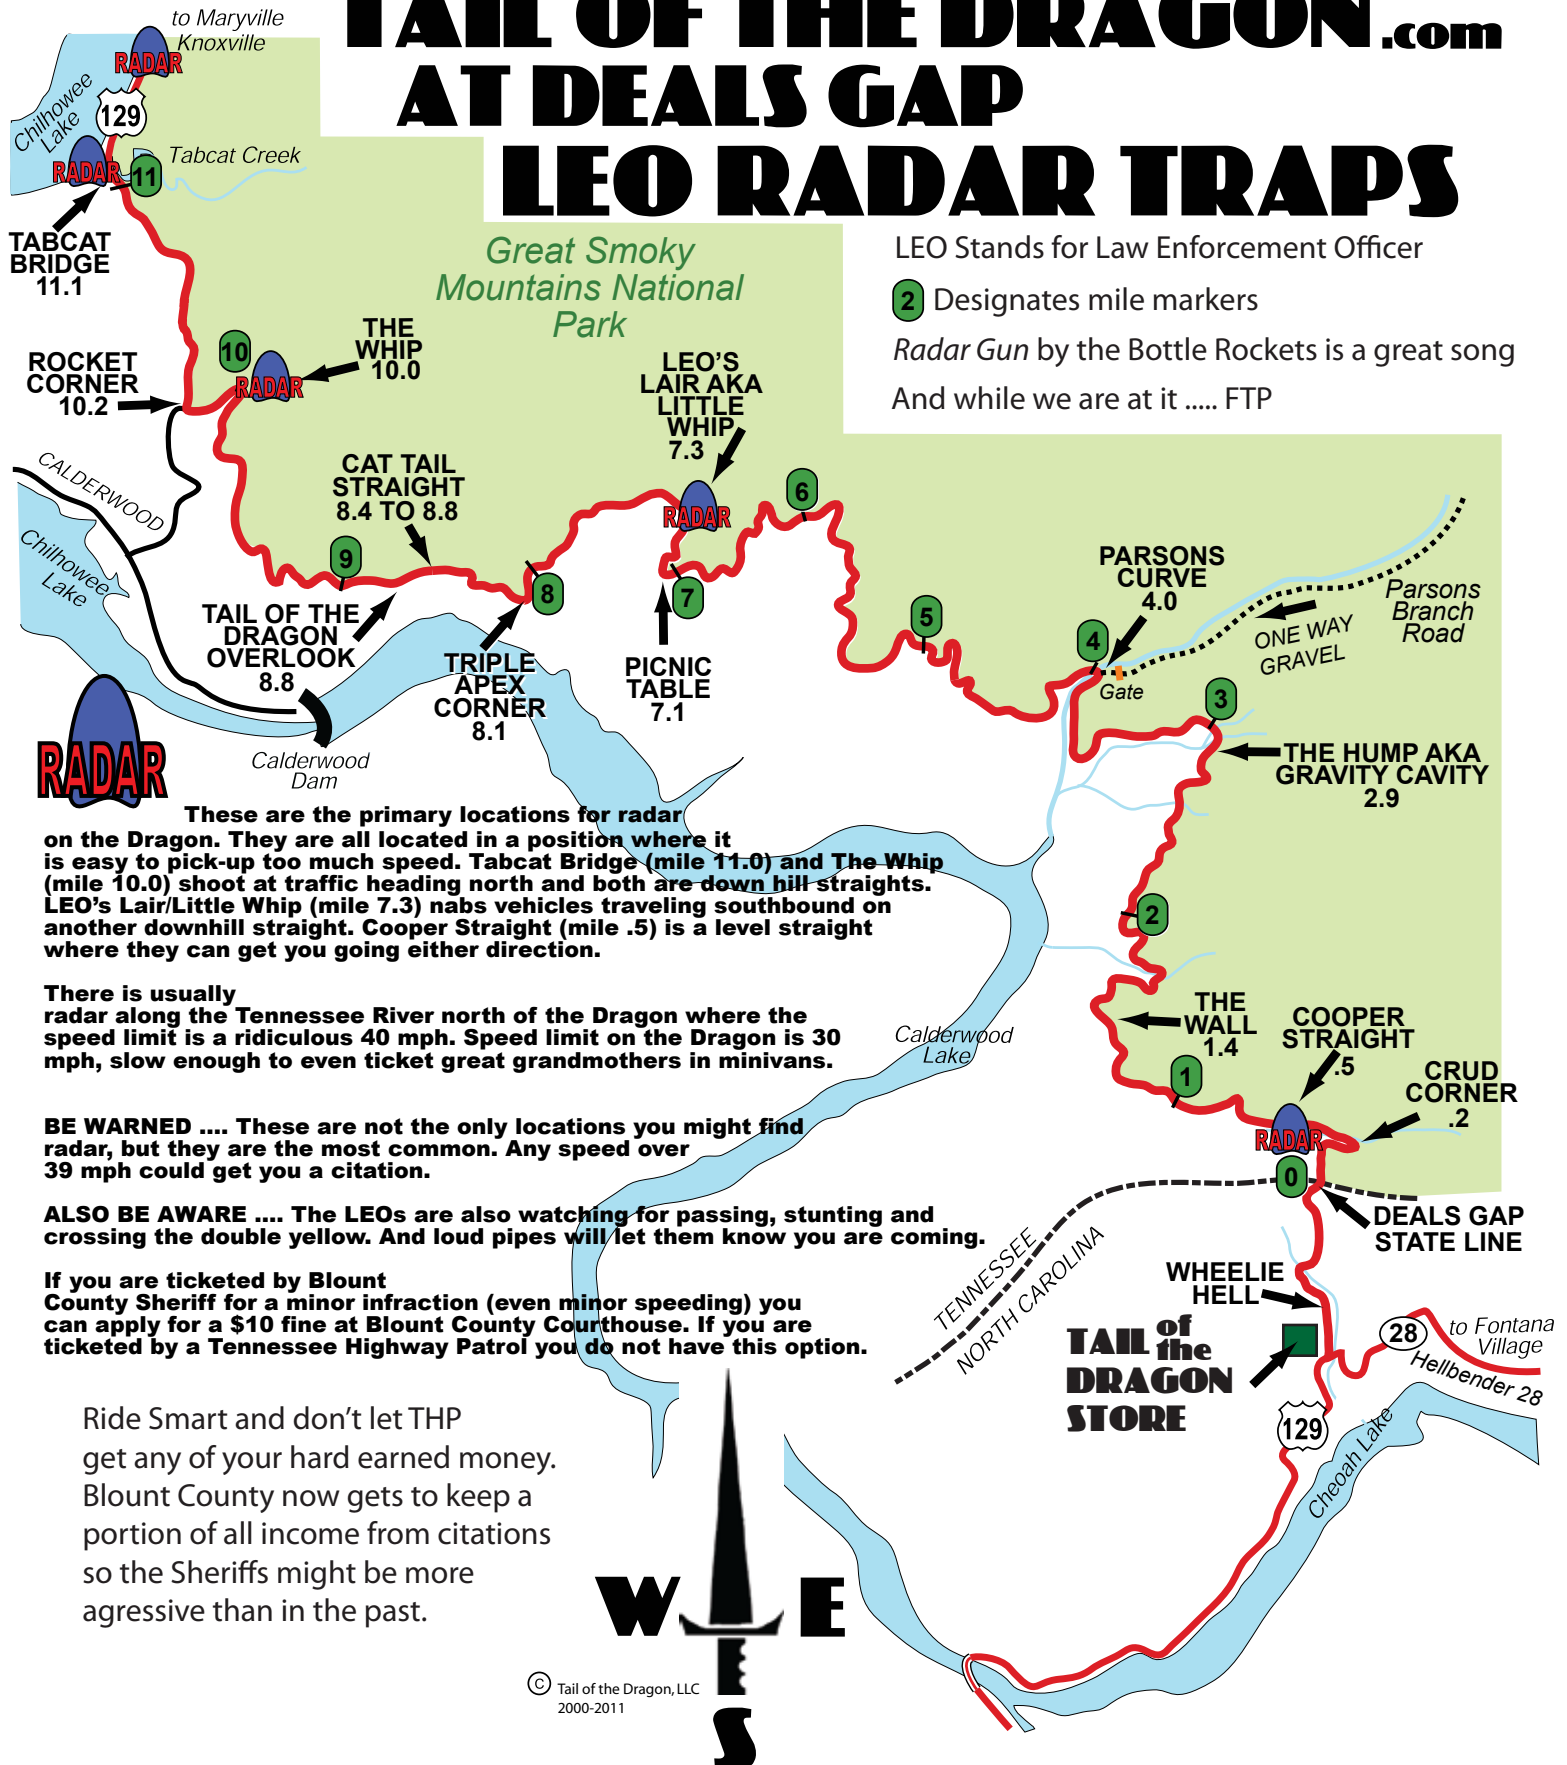 TAIL OF THE DRAGON.com
AT DEALS GAP
LEO RADAR TRAPS
LEO Stands for Law Enforcement Officer
2 Designates mile markers
Radar Gun by the Bottle Rockets is a great song
And while we are at it ..... FTP
to Maryville
Knoxville
RADAR
129
Chilhowee
Lake
RADAR
11
Tabcat Creek
TABCAT
BRIDGE
11.1
Great Smoky
Mountains National
Park
10
RADAR
THE
WHIP
10.0
ROCKET
CORNER
10.2
LEO'S
LAIR AKA
LITTLE
WHIP
7.3
RADAR
CALDERWOOD
CAT TAIL
STRAIGHT
8.4 TO 8.8
6
9
8
7
5
4
PARSONS
CURVE
4.0
Parsons
Branch
Road
ONE WAY
GRAVEL
Gate
3
Chilhowee
Lake
TAIL OF THE
DRAGON
OVERLOOK
8.8
TRIPLE
APEX
CORNER
8.1
PICNIC
TABLE
7.1
Calderwood
Dam
THE HUMP AKA
GRAVITY CAVITY
2.9
RADAR
These are the primary locations for radar
on the Dragon. They are all located in a position where it
is easy to pick-up too much speed. Tabcat Bridge (mile 11.0) and The Whip
(mile 10.0) shoot at traffic heading north and both are down hill straights.
LEO's Lair/Little Whip (mile 7.3) nabs vehicles traveling southbound on
another downhill straight. Cooper Straight (mile .5) is a level straight
where they can get you going either direction.
There is usually
radar along the Tennessee River north of the Dragon where the
speed limit is a ridiculous 40 mph. Speed limit on the Dragon is 30
mph, slow enough to even ticket great grandmothers in minivans.
BE WARNED .... These are not the only locations you might find
radar, but they are the most common. Any speed over
39 mph could get you a citation.
ALSO BE AWARE .... The LEOs are also watching for passing, stunting and
crossing the double yellow. And loud pipes will let them know you are coming.
If you are ticketed by Blount
County Sheriff for a minor infraction (even minor speeding) you
can apply for a $10 fine at Blount County Courthouse. If you are
ticketed by a Tennessee Highway Patrol you do not have this option.
2
Calderwood
Lake
THE
WALL
1.4
1
COOPER
STRAIGHT
.5
CRUD
CORNER
.2
RADAR
0
DEALS GAP
STATE LINE
TENNESSEE
NORTH CAROLINA
WHEELIE
HELL
TAIL of the
DRAGON
STORE
28
to Fontana
Village
Hellbender 28
129
Cheoah Lake
Ride Smart and don't let THP
get any of your hard earned money.
Blount County now gets to keep a
portion of all income from citations
so the Sheriffs might be more
agressive than in the past.
W E
S
© Tail of the Dragon, LLC
2000-2011